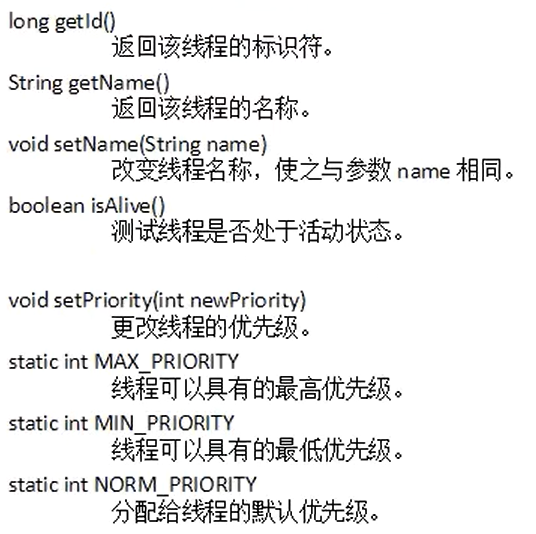 long getId()
返回该线程的标识符。
String getName()
返回该线程的名称。
void setName(String name)
改变线程名称，使之与参数 name 相同。
boolean isAlive()
测试线程是否处于活动状态。
void setPriority(int newPriority)
更改线程的优先级。
static int MAX_PRIORITY
线程可以具有的最高优先级。
static int MIN_PRIORITY
线程可以具有的最低优先级。
static int NORM_PRIORITY
分配给线程的默认优先级。